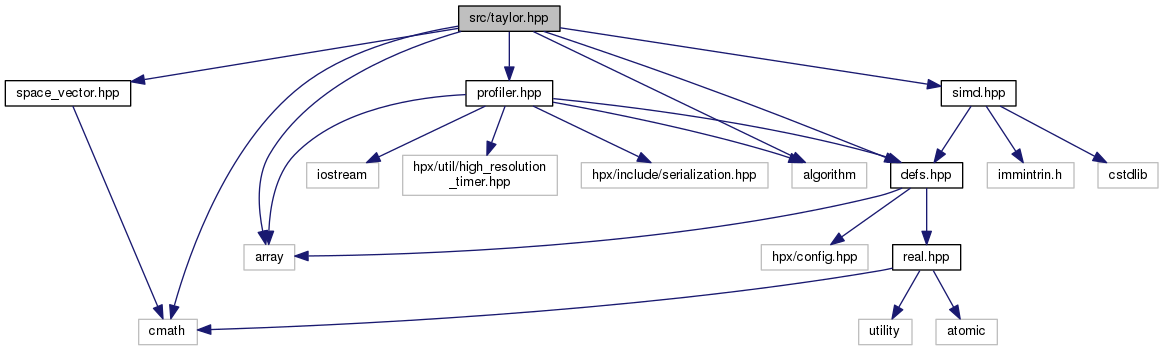 src/taylor.hpp
space_vector.hpp
profiler.hpp
simd.hpp
iostream
hpx/util/high_resolution
_timer.hpp
hpx/include/serialization.hpp
algorithm
defs.hpp
immintrin.h
cstdlib
array
hpx/config.hpp
real.hpp
cmath
utility
atomic